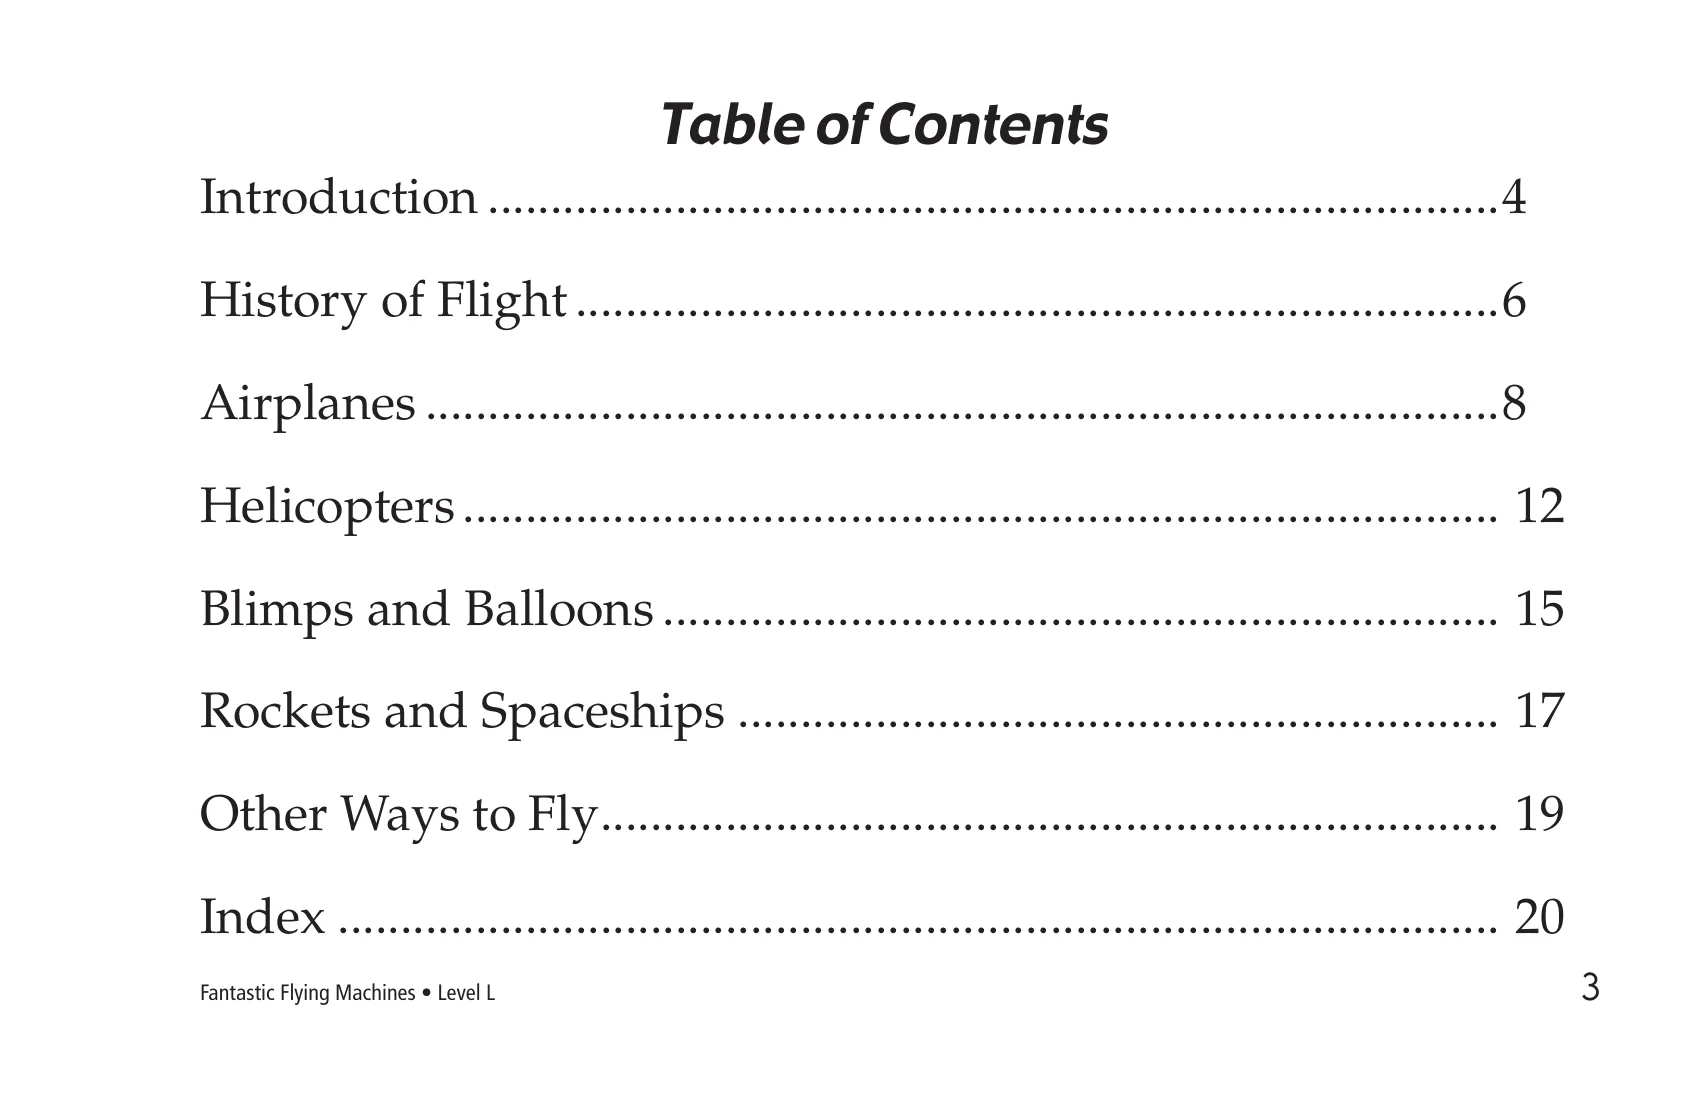 Table of Contents
Introduction ................................................................................. 4
History of Flight .......................................................................... 6
Airplanes ...................................................................................... 8
Helicopters ................................................................................... 12
Blimps and Balloons ................................................................... 15
Rockets and Spaceships ............................................................. 17
Other Ways to Fly ........................................................................ 19
Index ............................................................................................. 20
Fantastic Flying Machines • Level L 3